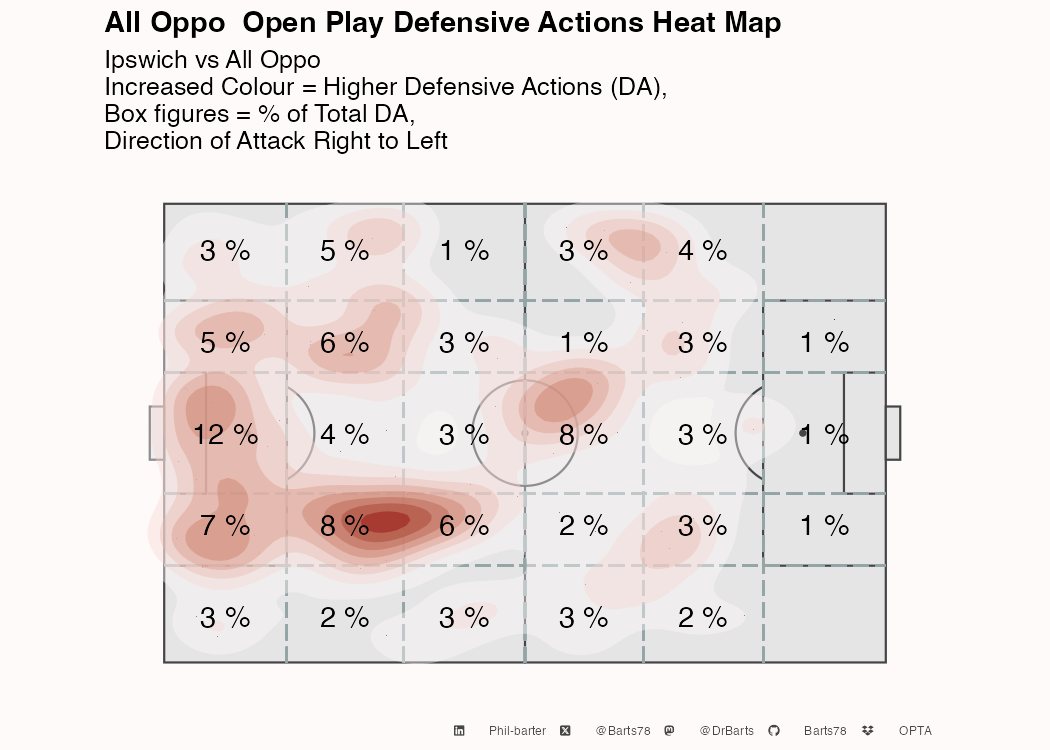 All Oppo  Open Play Defensive Actions Heat Map
Ipswich vs All Oppo
Increased Colour = Higher Defensive Actions (DA),
Box figures = % of Total DA,
Direction of Attack Right to Left
3 % 5 % 1 % 3 % 4 %
5 % 6 % 3 % 1 % 3 % 1 %
12 % 4 % 3 % 8 % 3 % 1 %
7 % 8 % 6 % 2 % 3 % 1 %
3 % 2 % 3 % 3 % 2 %
Phil-barter @Barts78 @DrBarts Barts78 OPTA